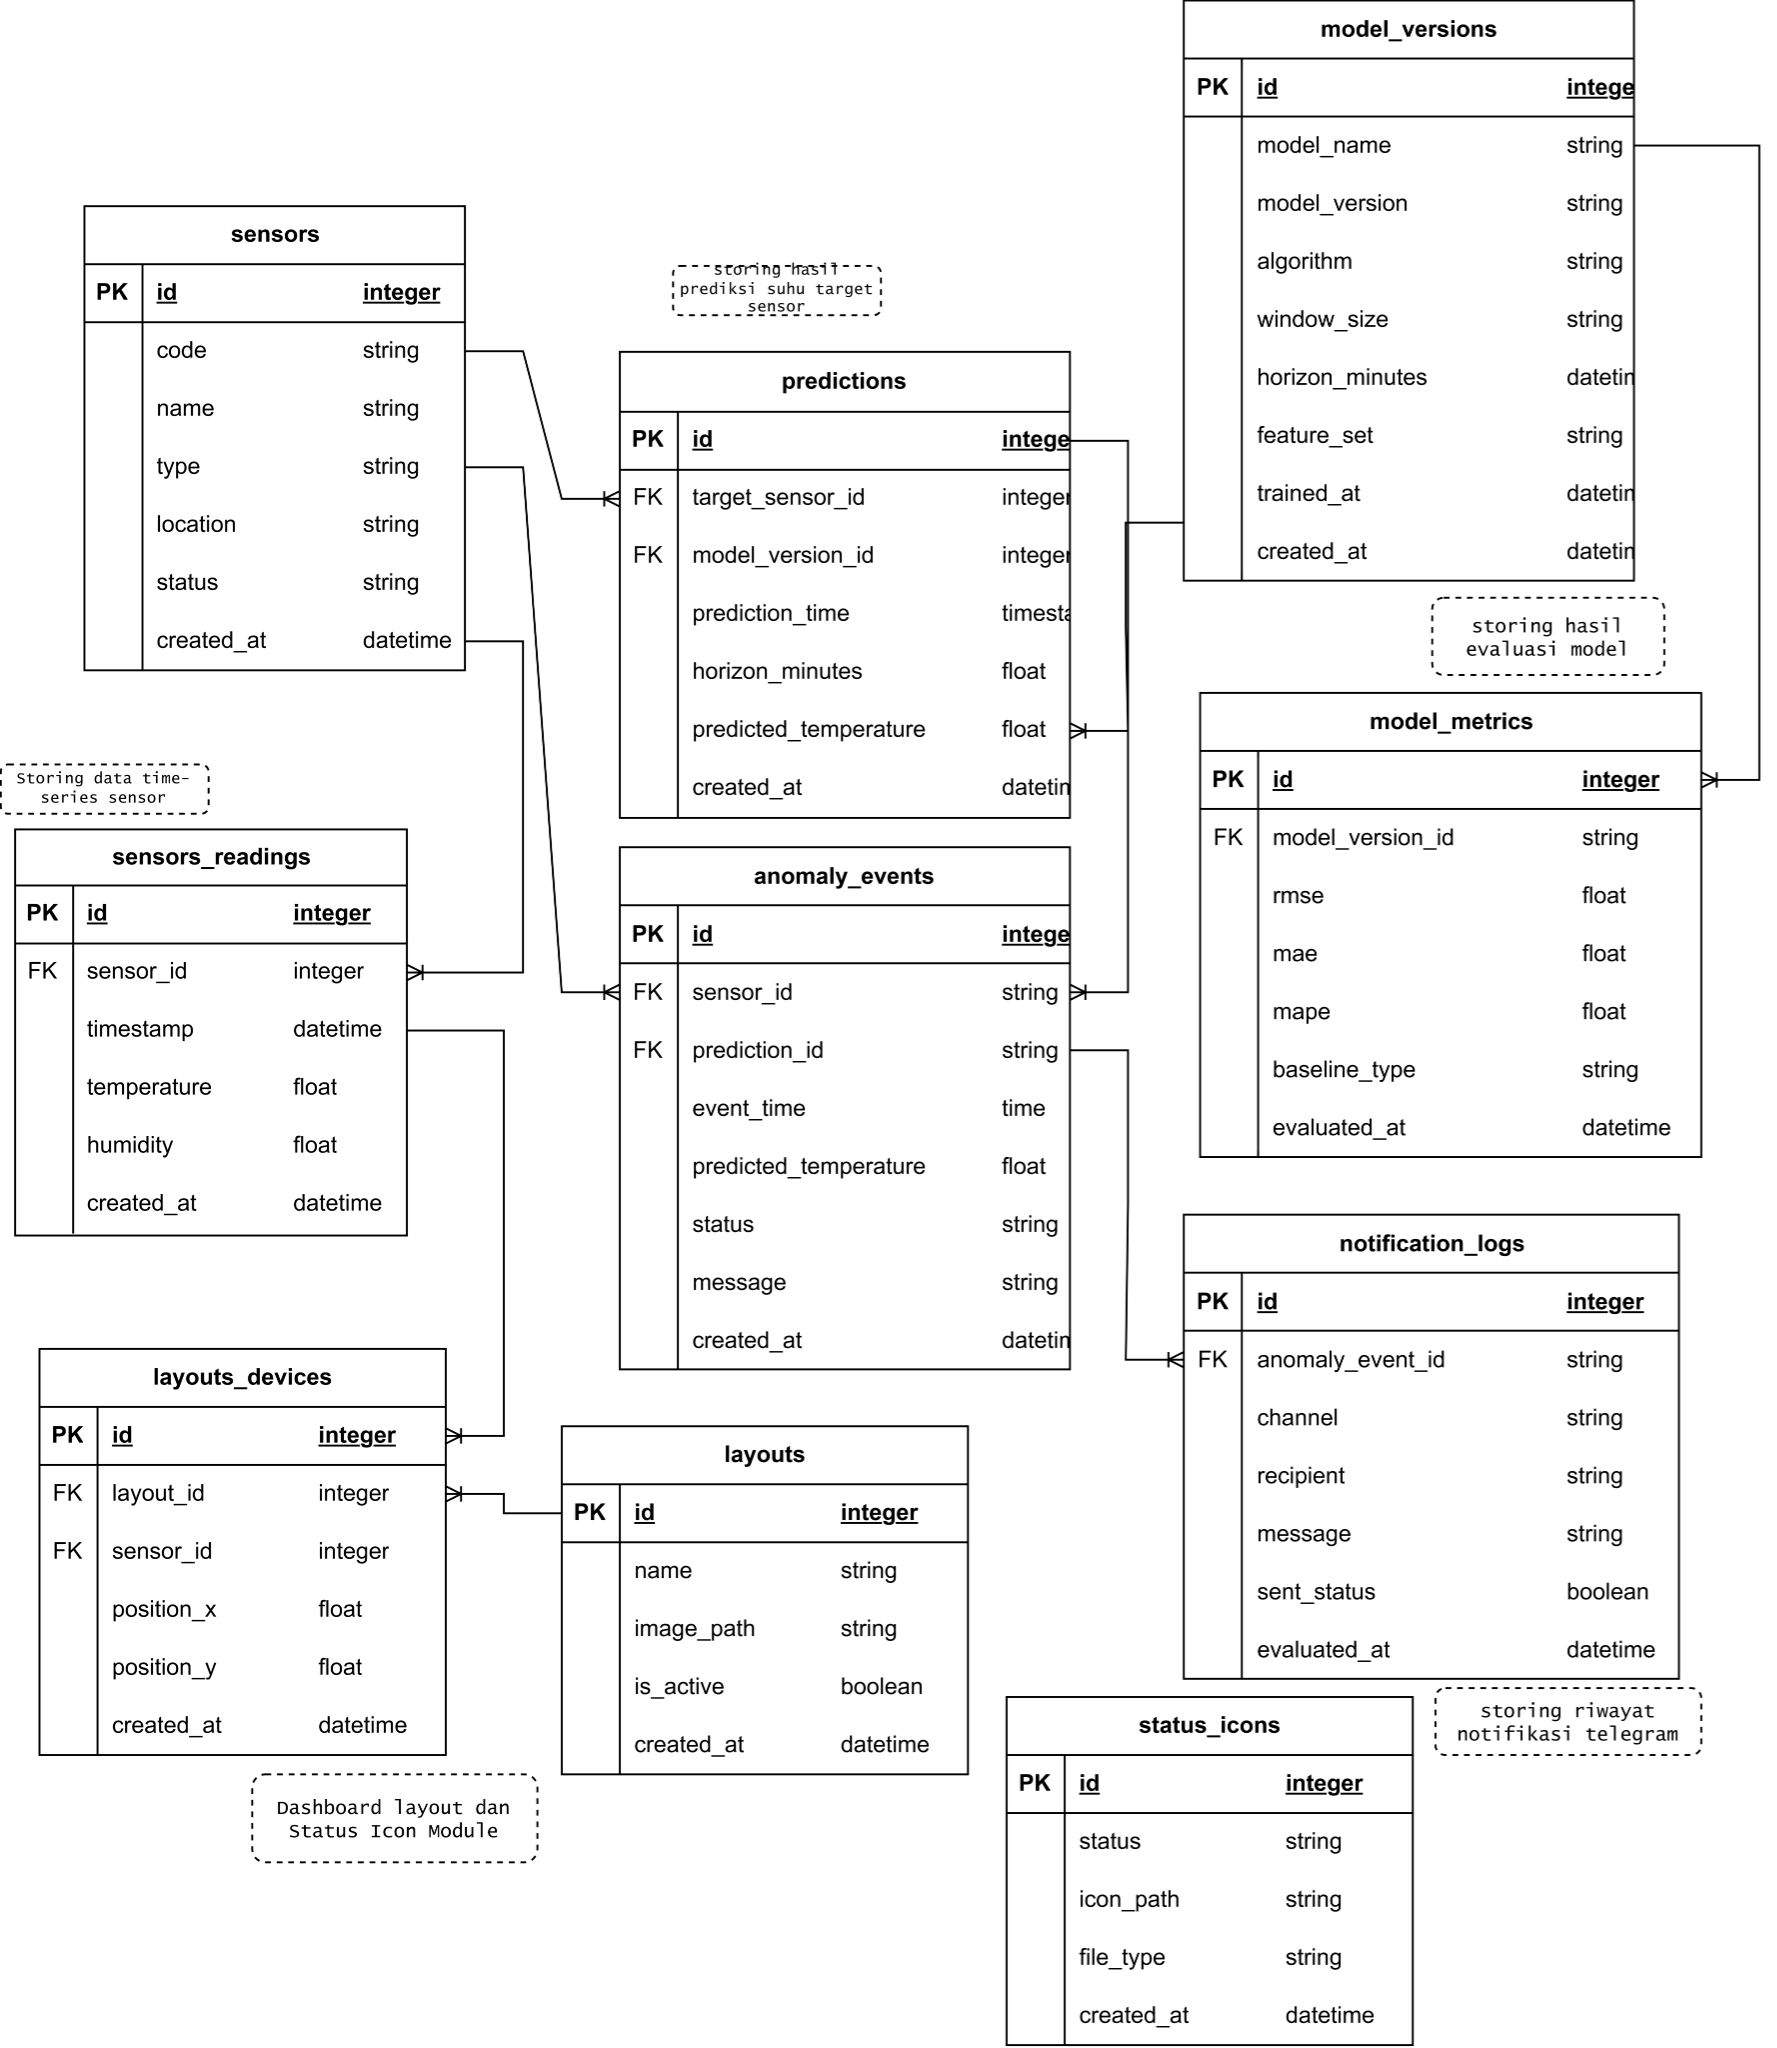 model_versions
PK id intege
model_name string
model_version string
algorithm string
window_size string
horizon_minutes datetin
feature_set string
trained_at datetin
created_at datetin
sensors
PK id integer
code string
name string
type string
location string
status string
created_at datetime
storing hasil
prediksi suhu target
sensor
predictions
PK id intege
FK target_sensor_id integer
FK model_version_id integer
prediction_time timesta
horizon_minutes float
predicted_temperature float
created_at datetin
storing hasil
evaluasi model
model_metrics
PK id integer
FK model_version_id string
rmse float
mae float
mape float
baseline_type string
evaluated_at datetime
Storing data time-
series sensor
sensors_readings
PK id integer
FK sensor_id integer
timestamp datetime
temperature float
humidity float
created_at datetime
anomaly_events
PK id intege
FK sensor_id string
FK prediction_id string
event_time time
predicted_temperature float
status string
message string
created_at datetin
notification_logs
PK id integer
FK anomaly_event_id string
channel string
recipient string
message string
sent_status boolean
evaluated_at datetime
storing riwayat
notifikasi telegram
layouts_devices
PK id integer
FK layout_id integer
FK sensor_id integer
position_x float
position_y float
created_at datetime
layouts
PK id integer
name string
image_path string
is_active boolean
created_at datetime
Dashboard layout dan
Status Icon Module
status_icons
PK id integer
status string
icon_path string
file_type string
created_at datetime